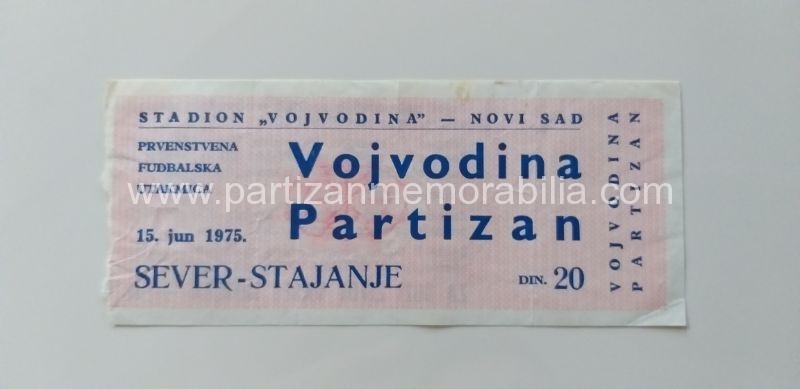 STADION „VOJVODINA” — NOVI SAD
PRVENSTVENA
FUDBALSKA
UTAKMICA
Vojvodina
Partizan
15. jun 1975.
SEVER-STAJANJE
DIN. 20
VOJVODINA
PARTIZAN
www.partizanmemorabilia.com